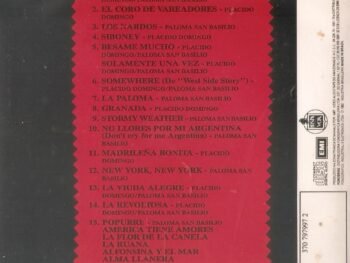 DOMINGO
2. EL CORO DE VAREADORES - PLACIDO
DOMINGO
3. LOS NARDOS - PALOMA SAN BASILIO
4. SIBONEY - PLACIDO DOMINGO
5. BESAME MUCHO - PLACIDO
DOMINGO
SOLAMENTE UNA VEZ - PLACIDO
DOMINGO
6. SOMEWHERE (De "West Side Story") -
PLACIDO DOMINGO/PALOMA SAN BASILIO
7. LA PALOMA - PALOMA SAN BASILIO
8. GRANADA - PLACIDO DOMINGO
9. STORMY WEATHER - PALOMA SAN
BASILIO
10. NO LLORES POR MI ARGENTINA
(Don't cry for me Argentina) - PALOMA SAN
BASILIO
11. MADRILEÑA BONITA - PLACIDO
DOMINGO
12. NEW YORK, NEW YORK - PALOMA SAN
BASILIO
13. LA VIUDA ALEGRE - PLACIDO
DOMINGO/PALOMA SAN BASILIO
14. LA REVOLTOSA - PLACIDO
DOMINGO/PALOMA SAN BASILIO
15. POPURRI - PALOMA SAN BASILIO
AMERICA TIENE AMORES
LA FLOR DE LA CANELA
LA RUANA
ALFONSINA Y EL MAR
ALMA LLANERA
EMI
370 797997 2